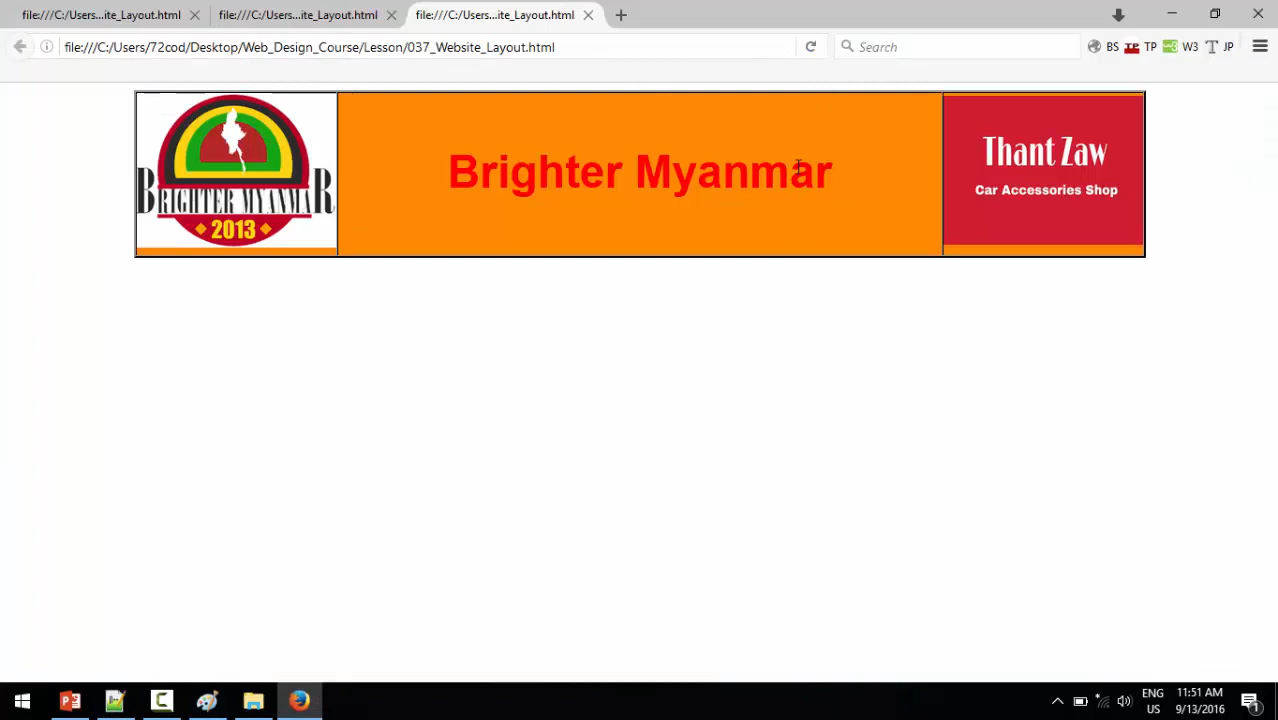 file:///C:/Users...ite_Layout.html
file:///C:/Users...ite_Layout.html
file:///C:/Users...ite_Layout.html
file:///C:/Users/72cod/Desktop/Web_Design_Course/Lesson/037_Website_Layout.html
Search
BS
TP TP
W3
T JP
BRIGHTER MYANMAR
2013
Brighter Myanmar
Thant Zaw
Car Accessories Shop
ENG
US
11:51 AM
9/13/2016
1